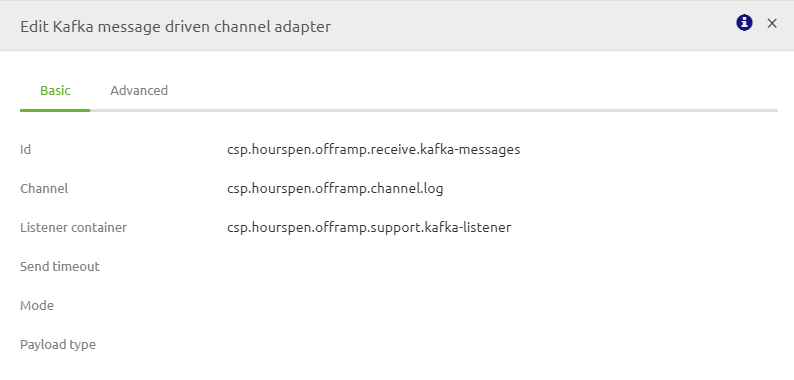 Edit Kafka message driven channel adapter
Basic Advanced
Id csp.hourspen.offramp.receive.kafka-messages
Channel csp.hourspen.offramp.channel.log
Listener container csp.hourspen.offramp.support.kafka-listener
Send timeout
Mode
Payload type